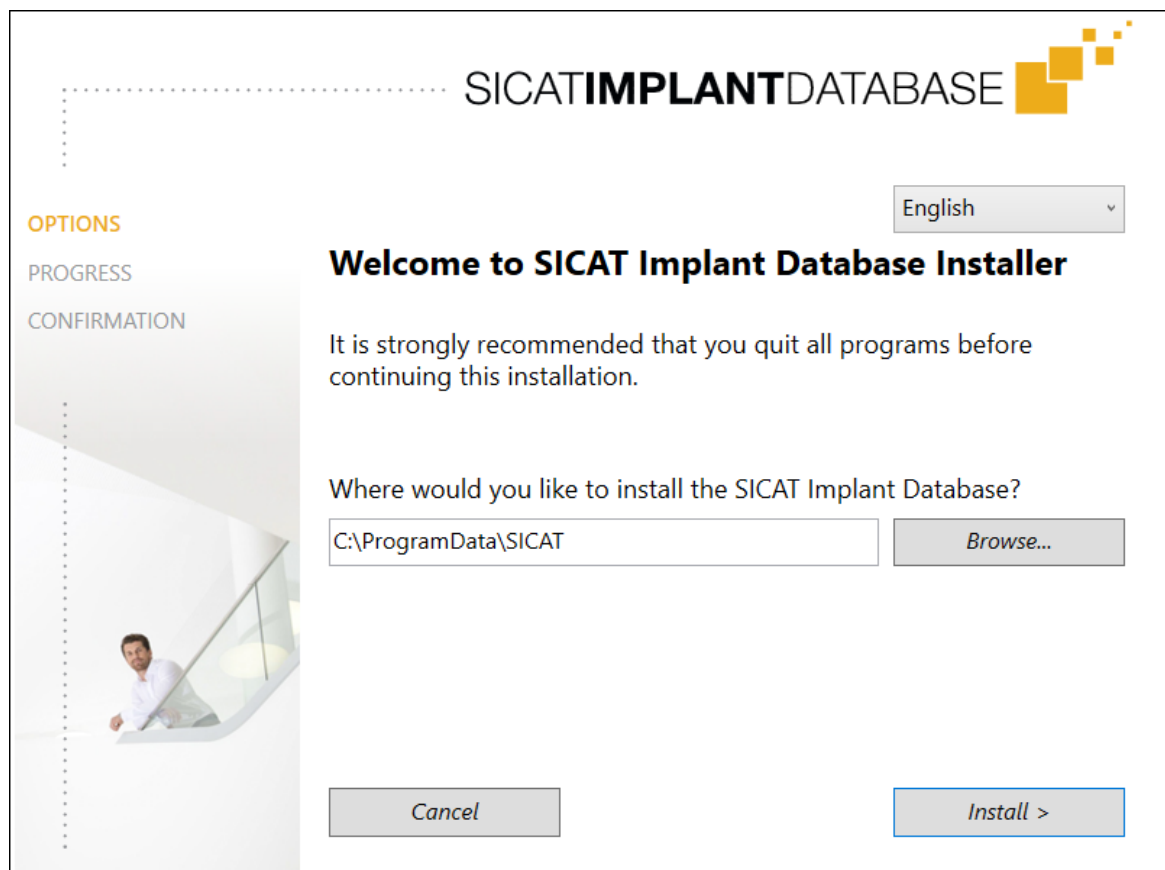 SICATIMPLANTDATABASE
English
OPTIONS
PROGRESS
CONFIRMATION
Welcome to SICAT Implant Database Installer
It is strongly recommended that you quit all programs before
continuing this installation.
Where would you like to install the SICAT Implant Database?
C:\ProgramData\SICAT
Browse...
Cancel
Install >